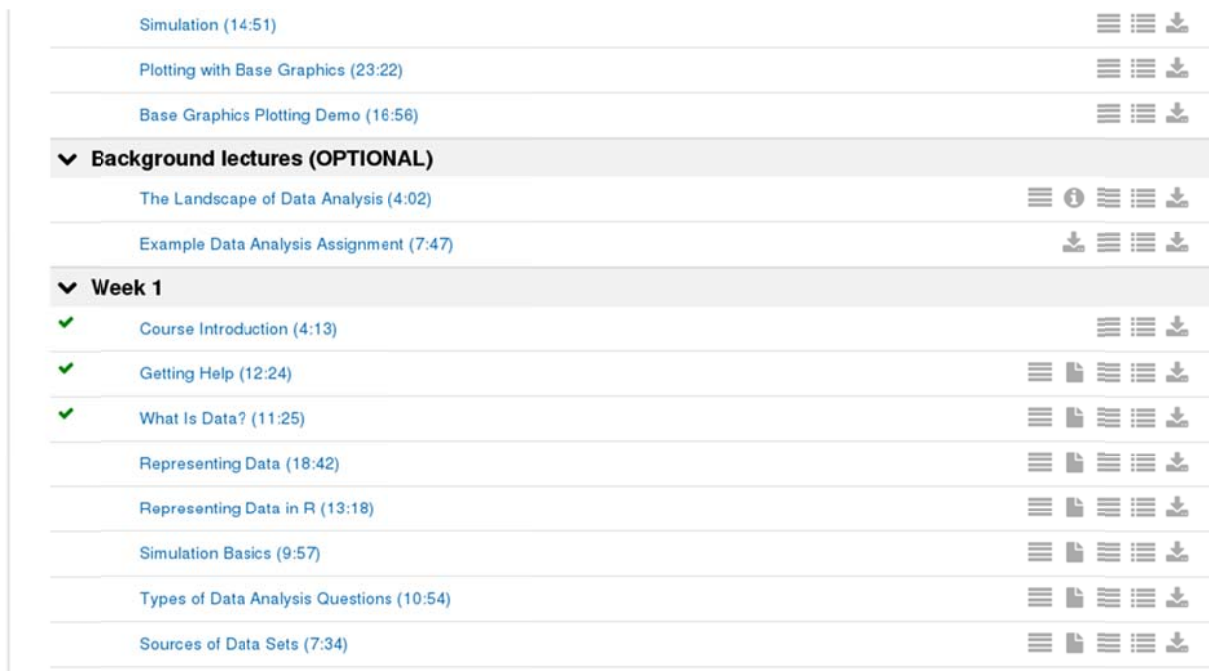 Simulation (14:51)
Plotting with Base Graphics (23:22)
Base Graphics Plotting Demo (16:56)
Background lectures (OPTIONAL)
The Landscape of Data Analysis (4:02)
Example Data Analysis Assignment (7:47)
Week 1
Course Introduction (4:13)
Getting Help (12:24)
What Is Data? (11:25)
Representing Data (18:42)
Representing Data in R (13:18)
Simulation Basics (9:57)
Types of Data Analysis Questions (10:54)
Sources of Data Sets (7:34)